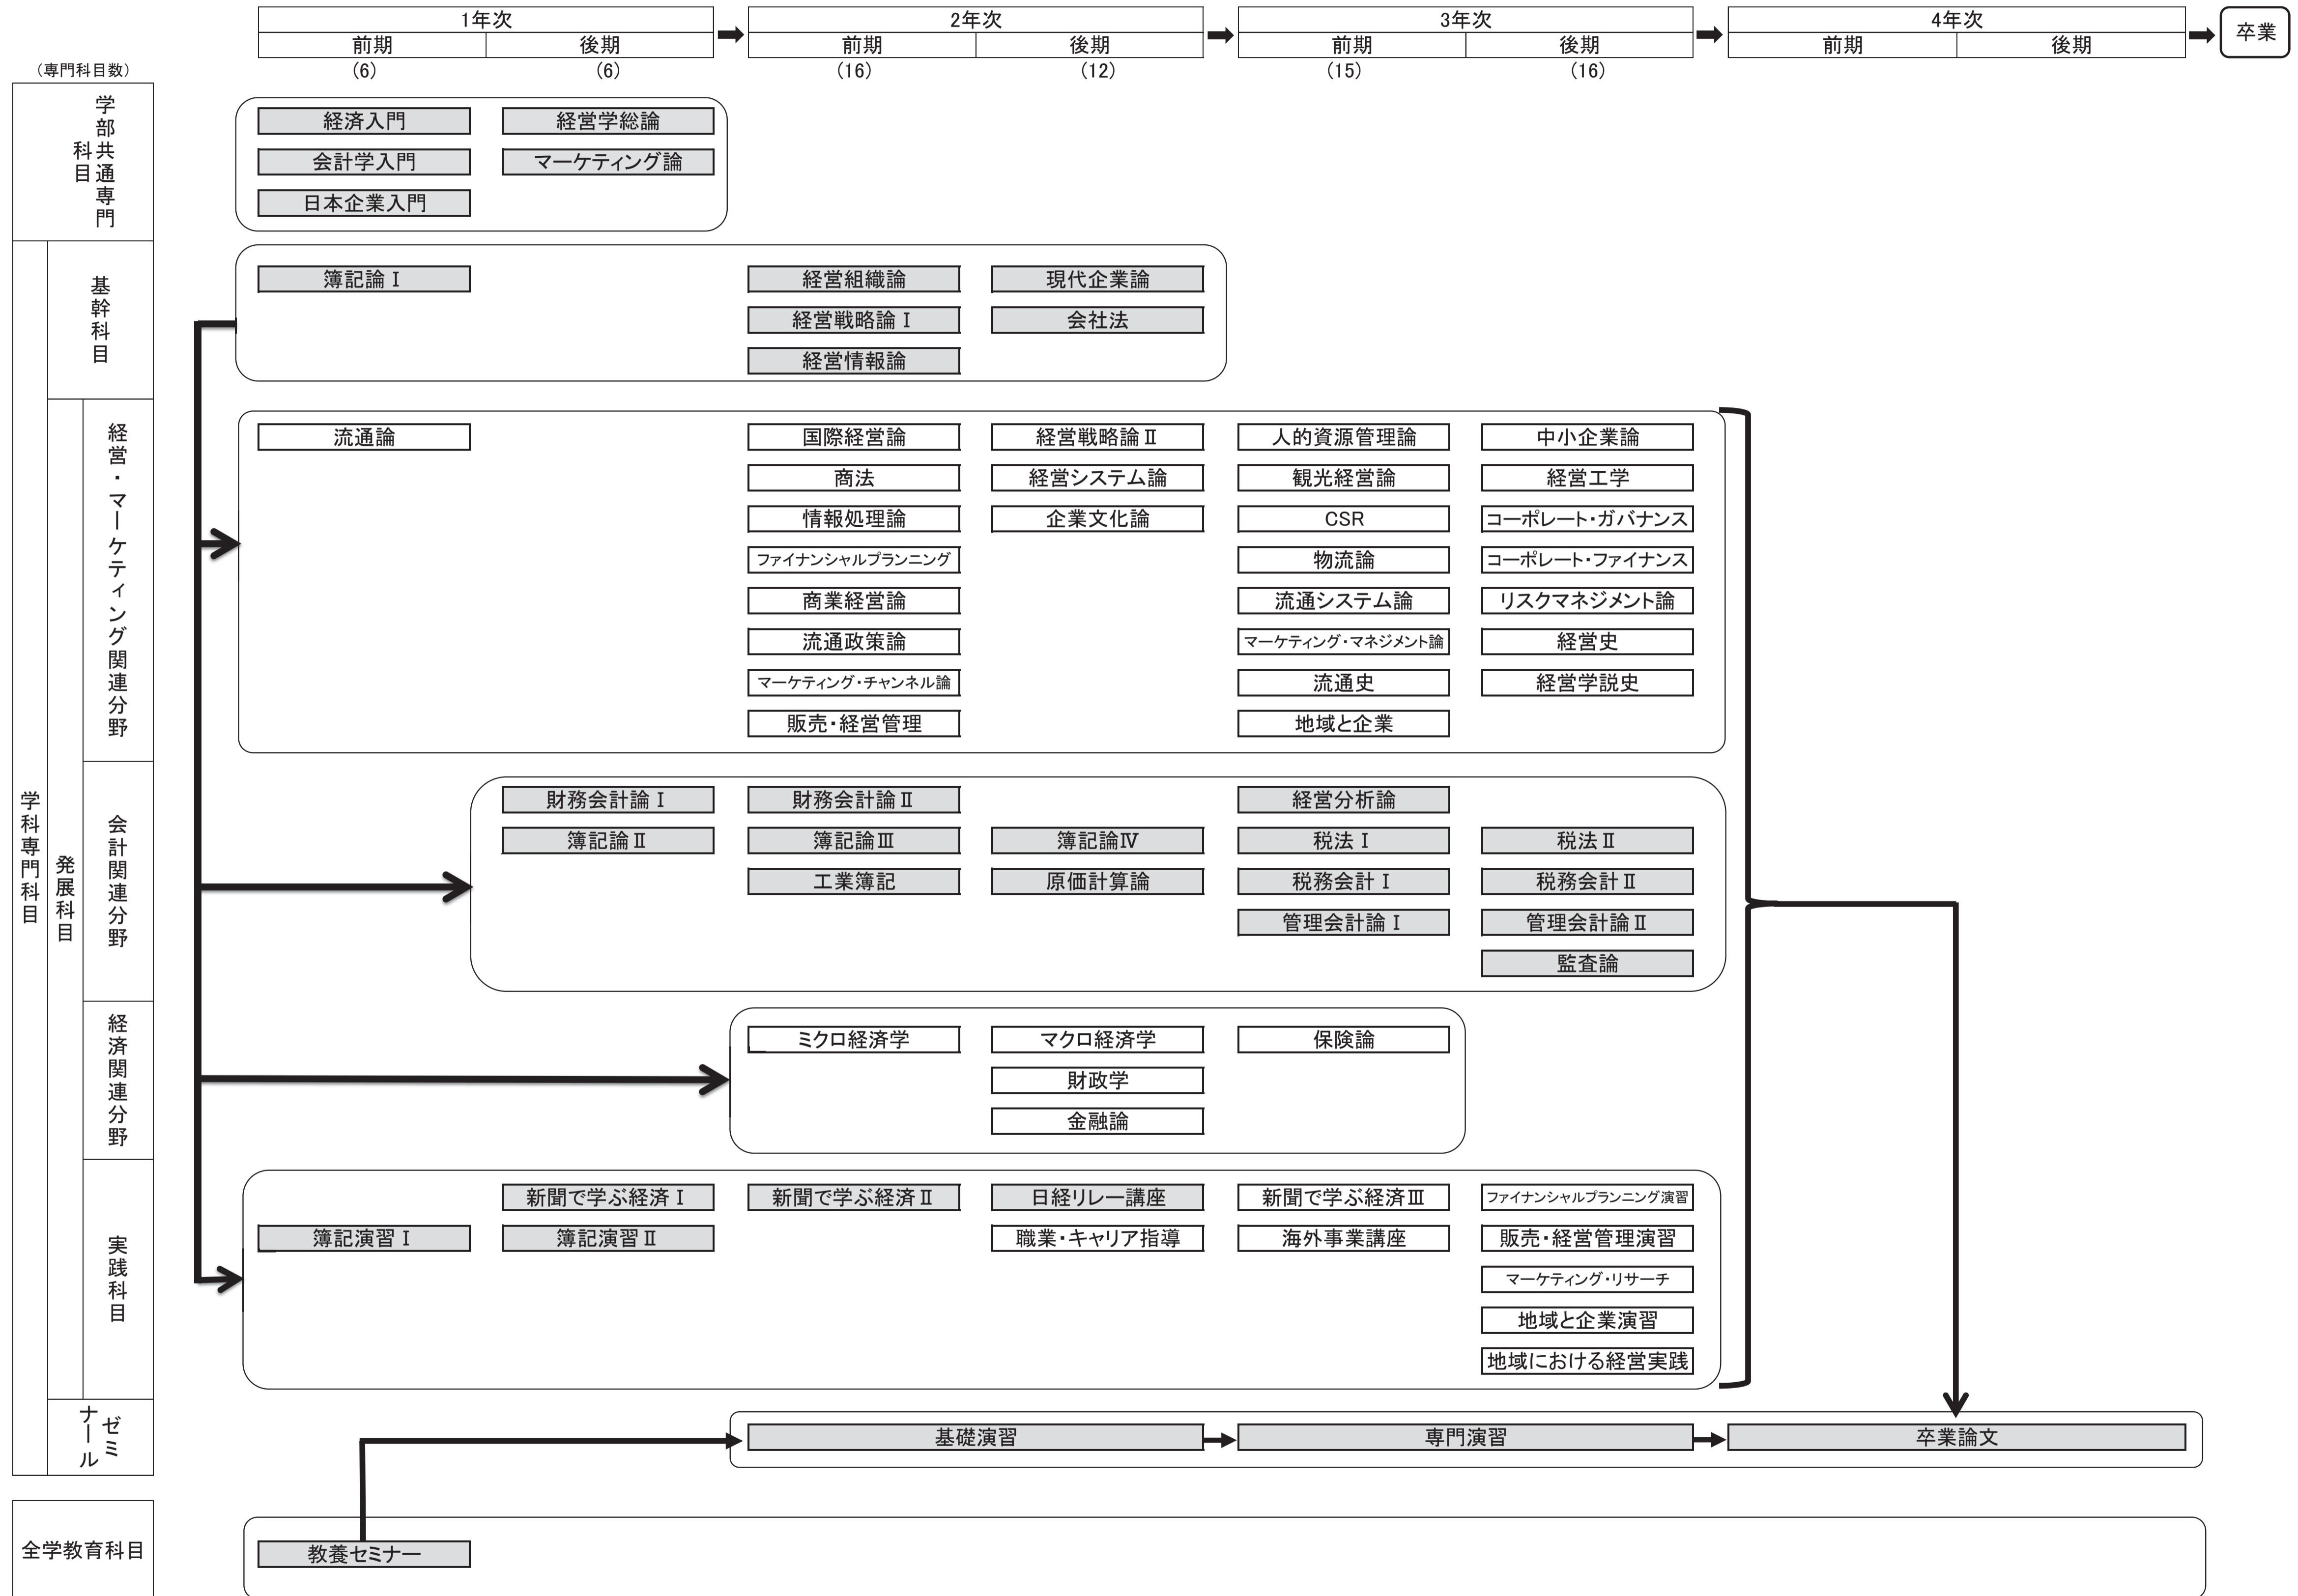 1年次
2年次
3年次
4年次
卒業
前期
後期
前期
後期
前期
後期
前期
後期
（専門科目数）
（6）
（6）
（16）
（12）
（15）
（16）
学部共通専門科目
経済入門
経営学総論
会計学入門
マーケティング論
日本企業入門
学科専門科目
基幹科目
簿記論Ⅰ
経営組織論
現代企業論
経営戦略論Ⅰ
会社法
経営情報論
発展科目
経営・マーケティング関連分野
流通論
国際経営論
経営戦略論Ⅱ
人的資源管理論
中小企業論
商法
経営システム論
観光経営論
経営工学
情報処理論
企業文化論
CSR
コーポレート・ガバナンス
ファイナンシャルプランニング
物流論
コーポレート・ファイナンス
商業経営論
流通システム論
リスクマネジメント論
流通政策論
マーケティング・マネジメント論
経営史
マーケティング・チャンネル論
流通史
経営学説史
販売・経営管理
地域と企業
会計関連分野
財務会計論Ⅰ
財務会計論Ⅱ
経営分析論
簿記論Ⅱ
簿記論Ⅲ
簿記論Ⅳ
税法Ⅰ
税法Ⅱ
工業簿記
原価計算論
税務会計Ⅰ
税務会計Ⅱ
管理会計論Ⅰ
管理会計論Ⅱ
監査論
経済関連分野
ミクロ経済学
マクロ経済学
保険論
財政学
金融論
実践科目
新聞で学ぶ経済Ⅰ
新聞で学ぶ経済Ⅱ
日経リレー講座
新聞で学ぶ経済Ⅲ
ファイナンシャルプランニング演習
簿記演習Ⅰ
簿記演習Ⅱ
職業・キャリア指導
海外事業講座
販売・経営管理演習
マーケティング・リサーチ
地域と企業演習
地域における経営実践
ゼミナール
基礎演習
専門演習
卒業論文
全学教育科目
教養セミナー